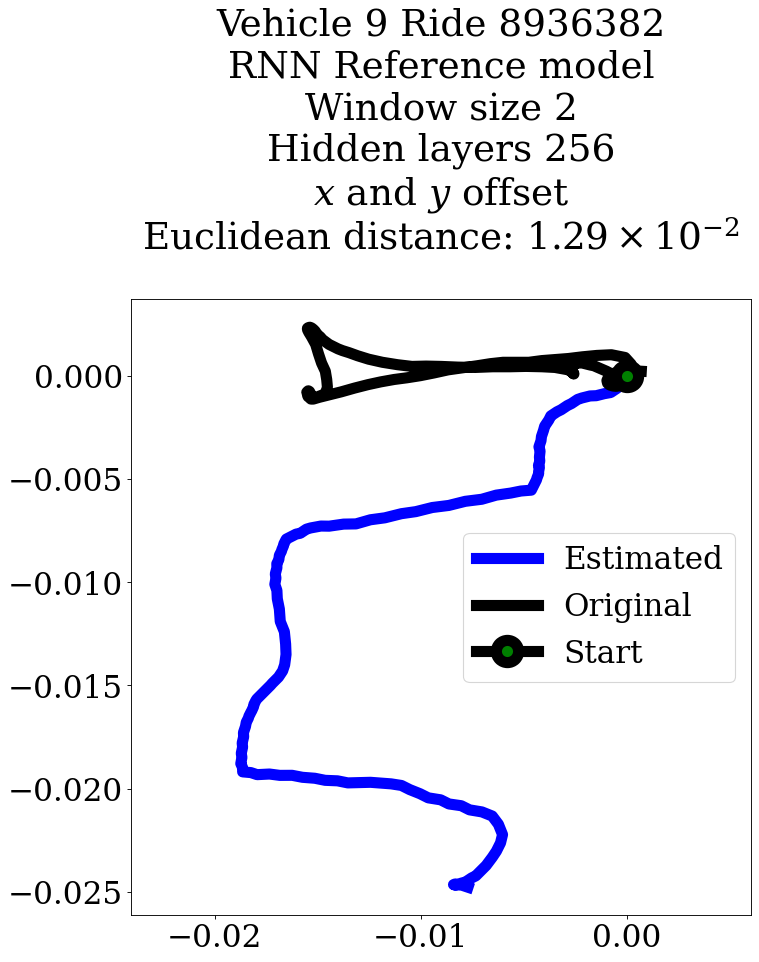 Vehicle 9 Ride 8936382
RNN Reference model
Window size 2
Hidden layers 256
x and y offset
Euclidean distance: 1.29 × 10⁻²
0.000
−0.005
−0.010
−0.015
−0.020
−0.025
Estimated
Original
Start
−0.02
−0.01
0.00